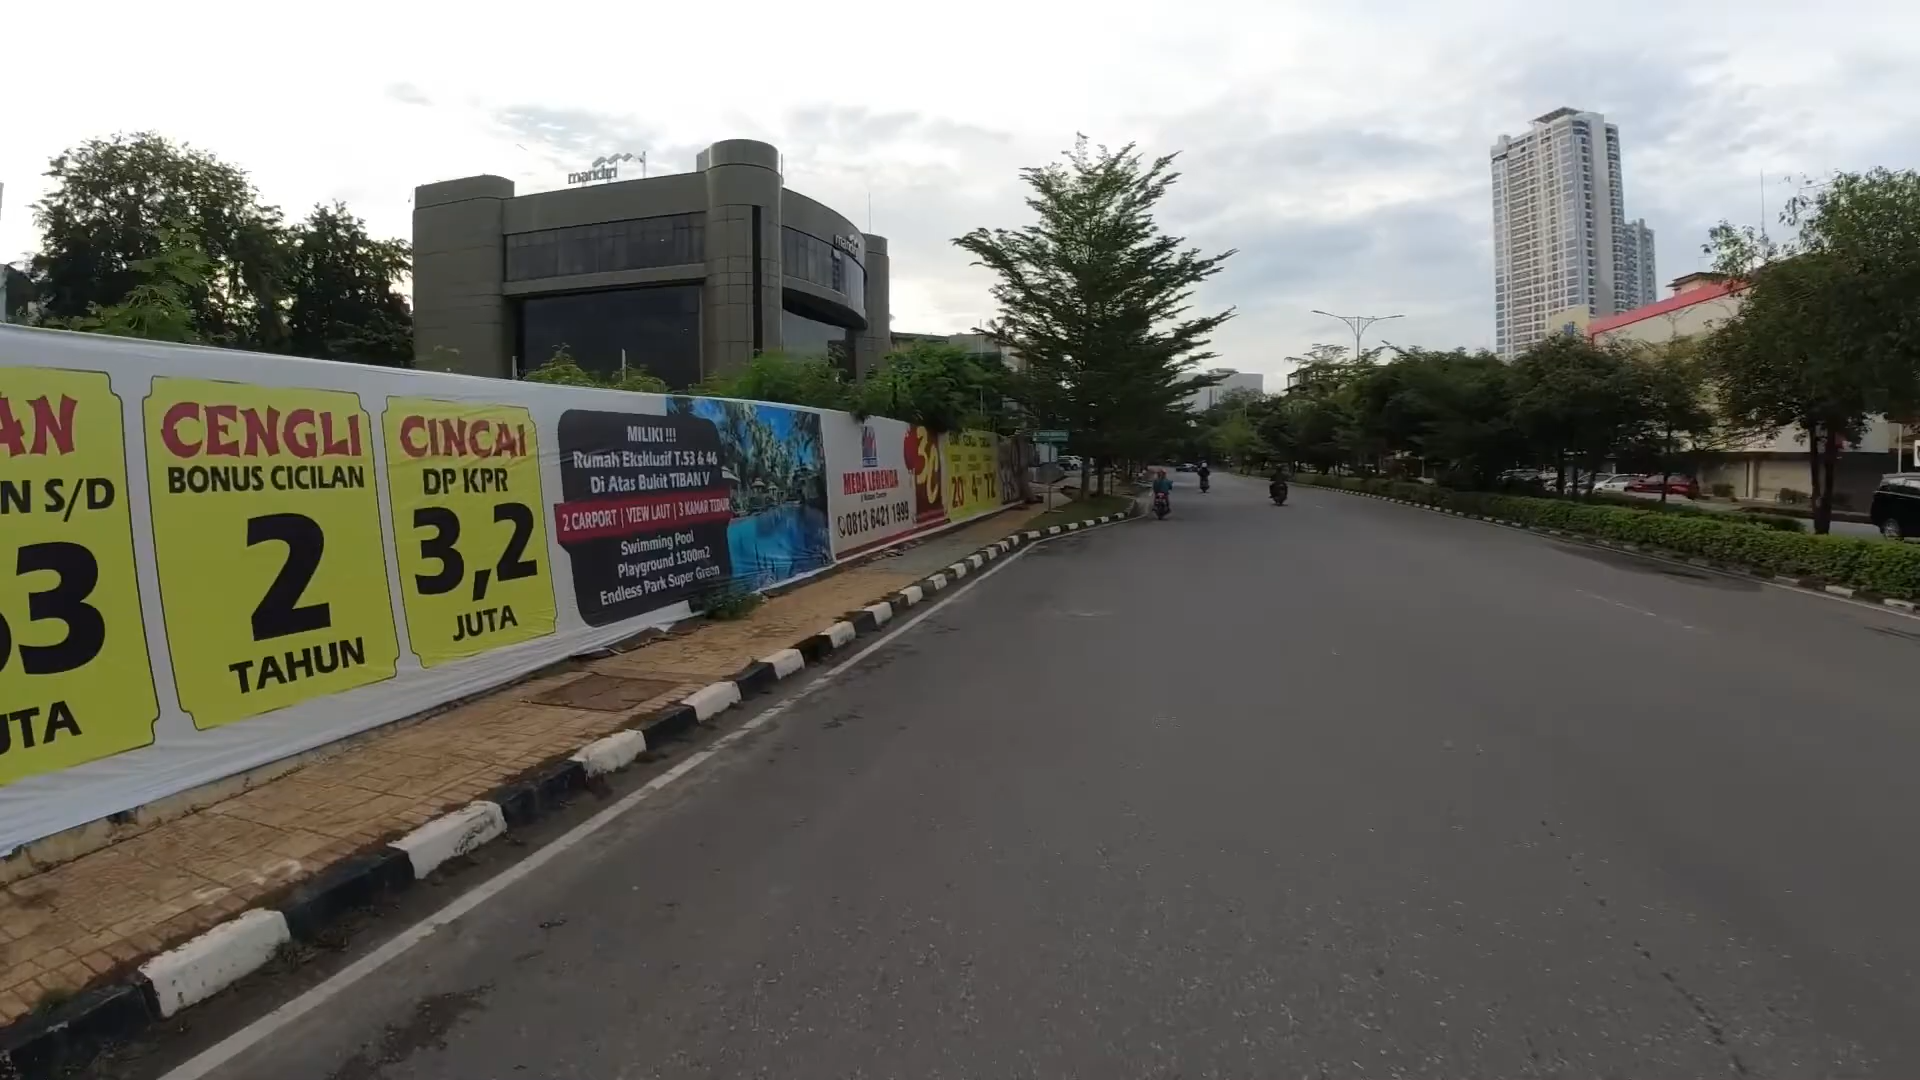 mandiri
mandiri
AN
N S/D
53
UTA
CENGLI
BONUS CICILAN
2
TAHUN
CINCAI
DP KPR
3,2
JUTA
MILIKI !!!
Rumah Eksklusif T.53 & 46
Di Atas Bukit TIBAN V
2 CARPORT | VIEW LAUT | 3 KAMAR TIDUR
Swimming Pool
Playground 1300m2
Endless Park Super Green
MEGA LEGENDA
0813 6421 1999
3C
20
4
72